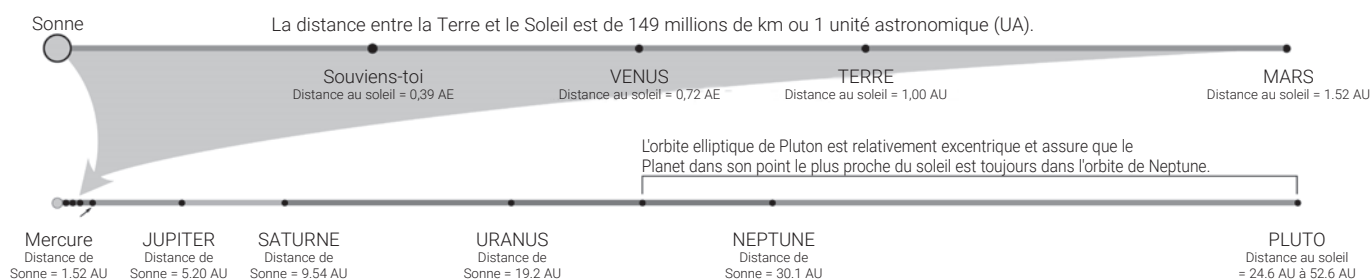 Sonne
La distance entre la Terre et le Soleil est de 149 millions de km ou 1 unité astronomique (UA).
Souviens-toi
Distance au soleil = 0,39 AE
VENUS
Distance au soleil = 0,72 AE
TERRE
Distance au soleil = 1,00 AU
MARS
Distance au soleil = 1.52 AU
L'orbite elliptique de Pluton est relativement excentrique et assure que le
Planet dans son point le plus proche du soleil est toujours dans l'orbite de Neptune.
Mercure
Distance de
Sonne = 1.52 AU
JUPITER
Distance de
Sonne = 5.20 AU
SATURNE
Distance de
Sonne = 9.54 AU
URANUS
Distance de
Sonne = 19.2 AU
NEPTUNE
Distance de
Sonne = 30.1 AU
PLUTO
Distance au soleil
= 24.6 AU à 52.6 AU